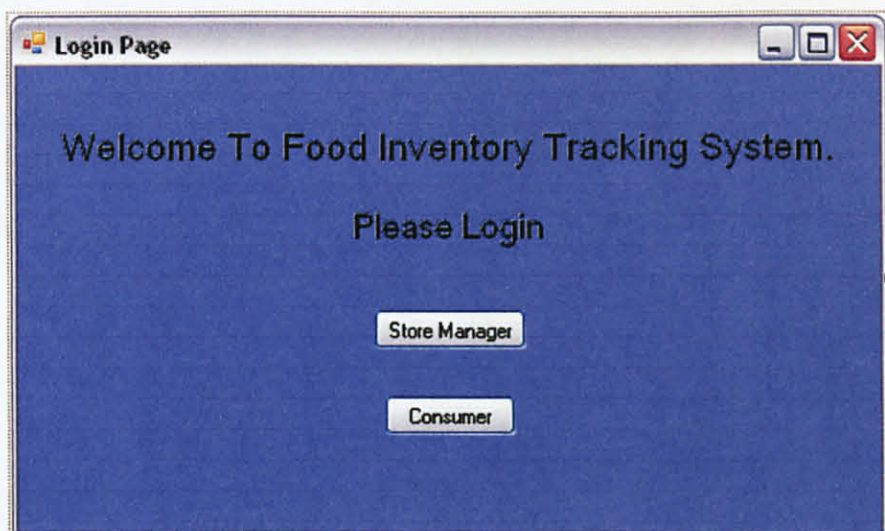 Login Page
Welcome To Food Inventory Tracking System.
Please Login
Store Manager
Consumer